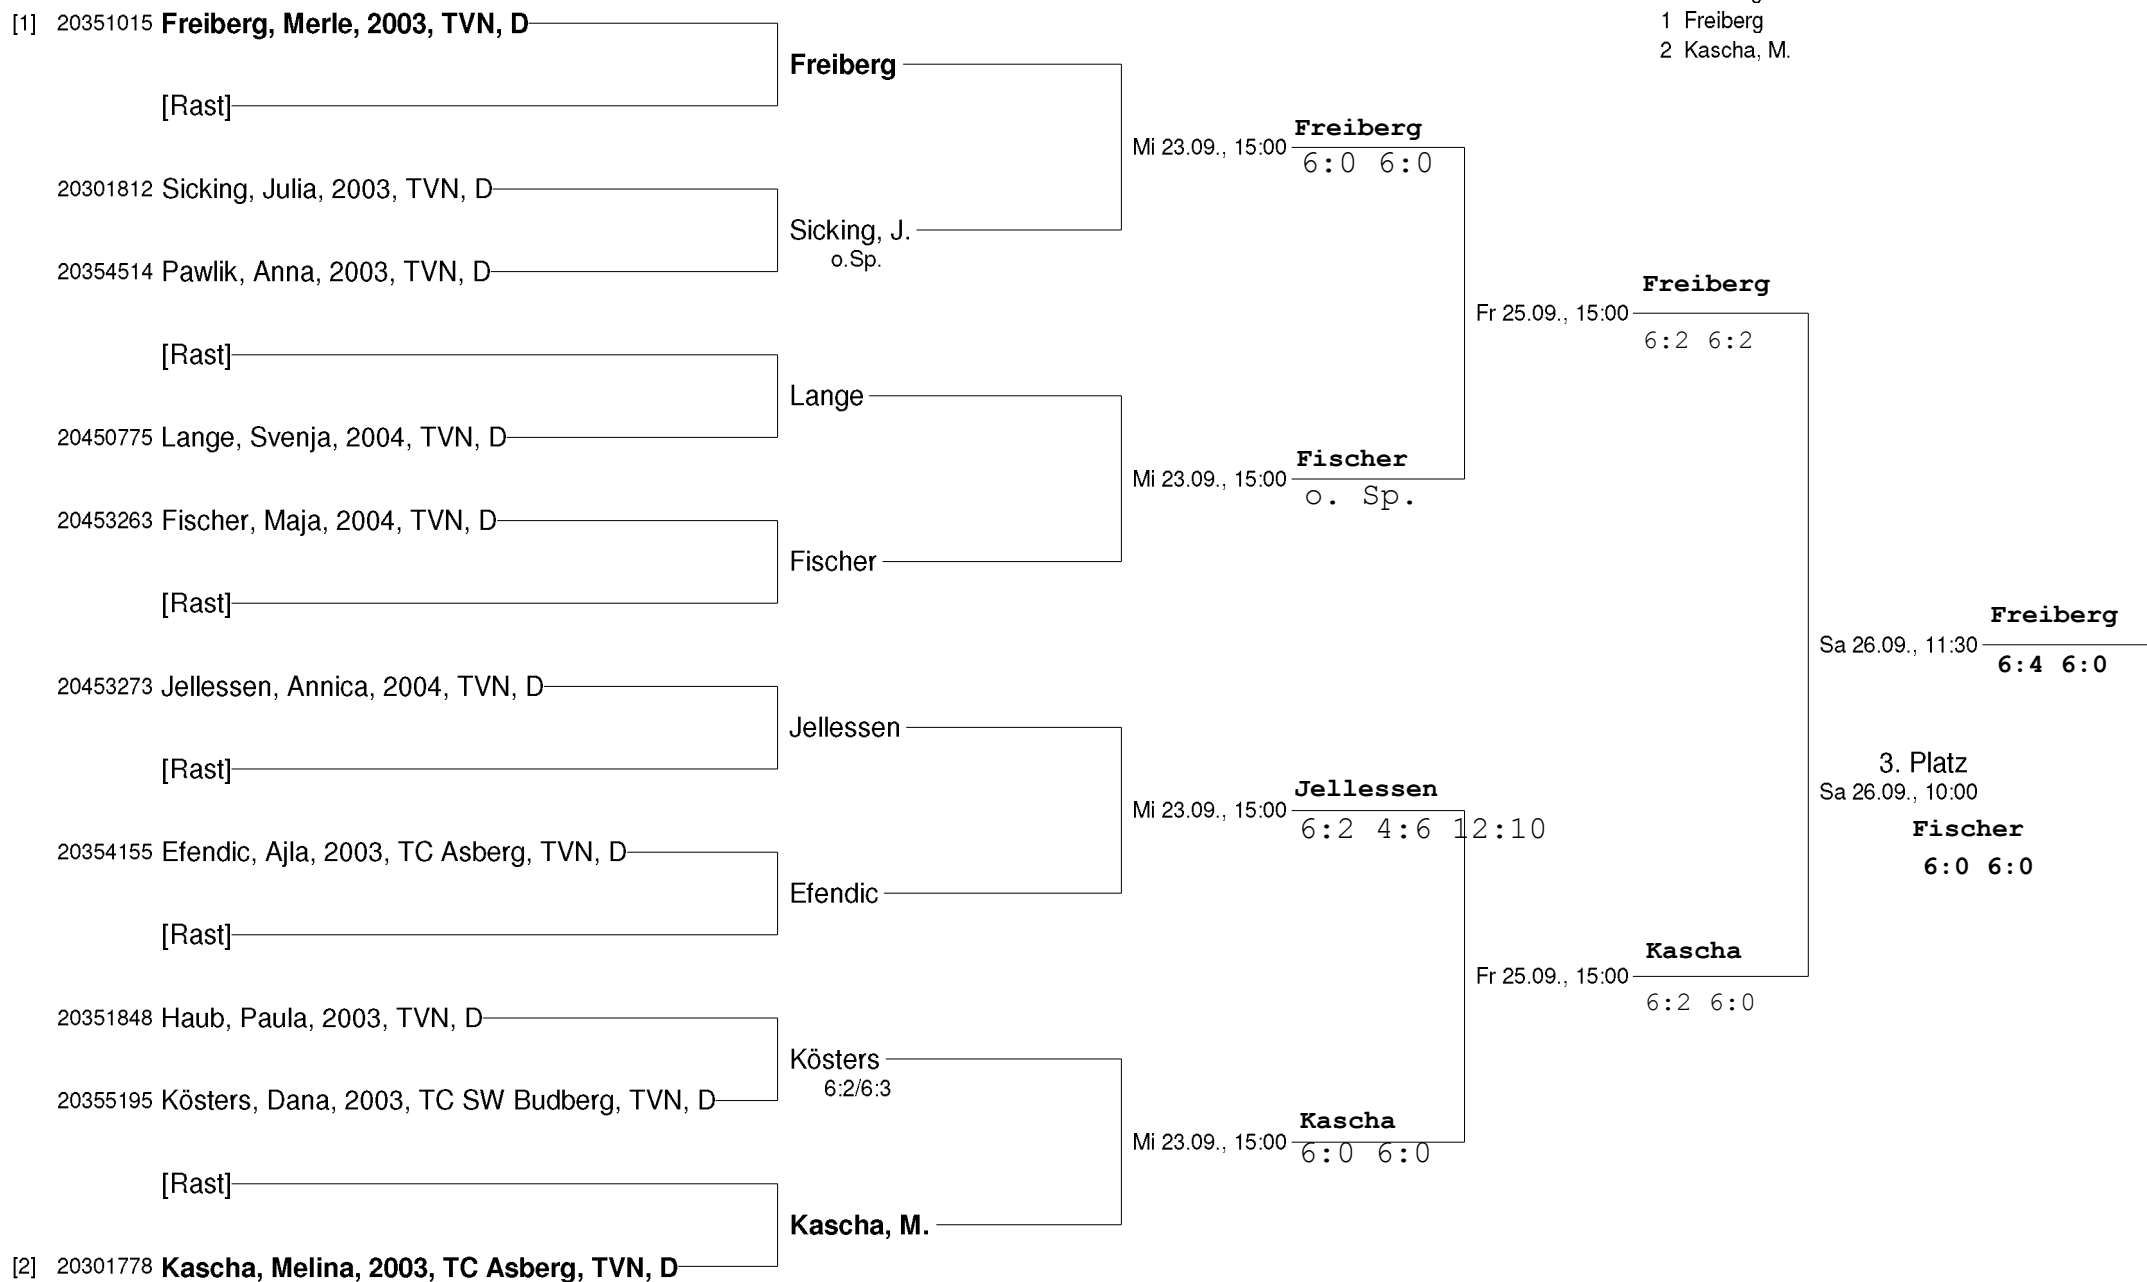 1 Freiberg
2 Kascha, M.
[1] 20351015 Freiberg, Merle, 2003, TVN, D
[Rast]
20301812 Sicking, Julia, 2003, TVN, D
20354514 Pawlik, Anna, 2003, TVN, D
[Rast]
20450775 Lange, Svenja, 2004, TVN, D
20453263 Fischer, Maja, 2004, TVN, D
[Rast]
20453273 Jellessen, Annica, 2004, TVN, D
[Rast]
20354155 Efendic, Ajla, 2003, TC Asberg, TVN, D
[Rast]
20351848 Haub, Paula, 2003, TVN, D
20355195 Kösters, Dana, 2003, TC SW Budberg, TVN, D
[Rast]
[2] 20301778 Kascha, Melina, 2003, TC Asberg, TVN, D
Freiberg
Sicking, J.
o.Sp.
Lange
Fischer
Jellessen
Efendic
Kösters
6:2/6:3
Kascha, M.
Freiberg
Mi 23.09., 15:00
6:0 6:0
Fischer
Mi 23.09., 15:00
o. Sp.
Jellessen
Mi 23.09., 15:00
6:2 4:6 12:10
Kascha
Mi 23.09., 15:00
6:0 6:0
Freiberg
Fr 25.09., 15:00
6:2 6:2
Kascha
Fr 25.09., 15:00
6:2 6:0
Freiberg
Sa 26.09., 11:30
6:4 6:0
3. Platz
Sa 26.09., 10:00
Fischer
6:0 6:0